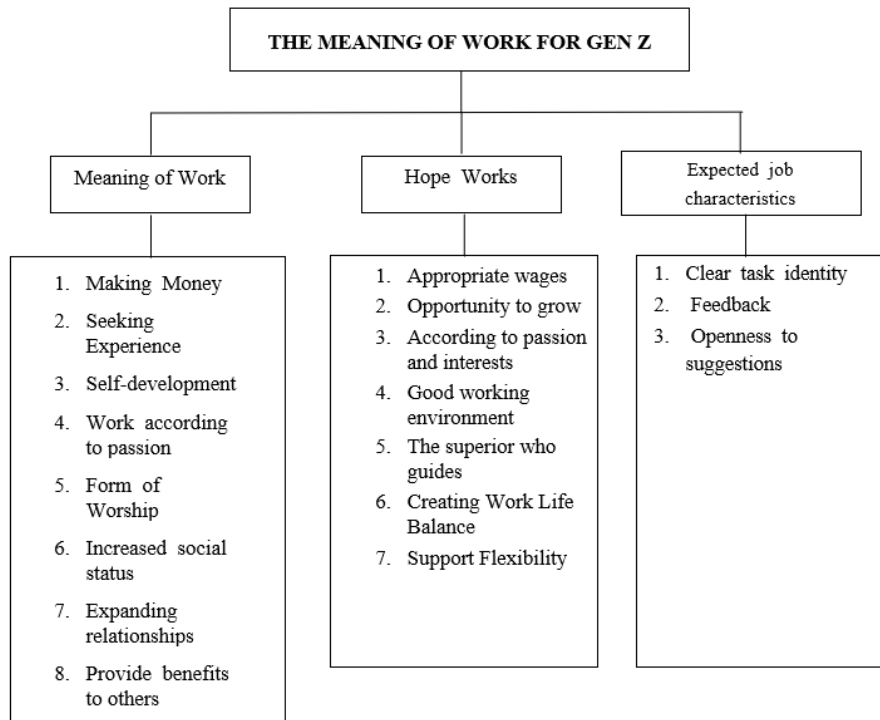 THE MEANING OF WORK FOR GEN Z
Meaning of Work
1. Making Money
2. Seeking
Experience
3. Self-development
4. Work according
to passion
5. Form of
Worship
6. Increased social
status
7. Expanding
relationships
8. Provide benefits
to others
Hope Works
1. Appropriate wages
2. Opportunity to grow
3. According to passion
and interests
4. Good working
environment
5. The superior who
guides
6. Creating Work Life
Balance
7. Support Flexibility
Expected job
characteristics
1. Clear task identity
2. Feedback
3. Openness to
suggestions